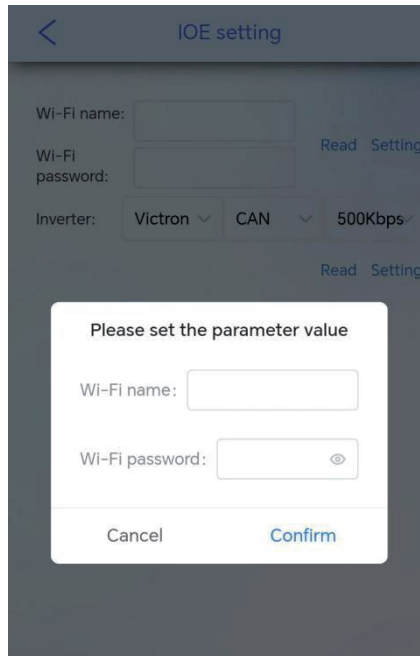 IOE setting
Wi-Fi name:
Read Setting
Wi-Fi
password:
Inverter: Victron CAN 500Kbps
Read Setting
Please set the parameter value
Wi-Fi name:
Wi-Fi password:
Cancel Confirm